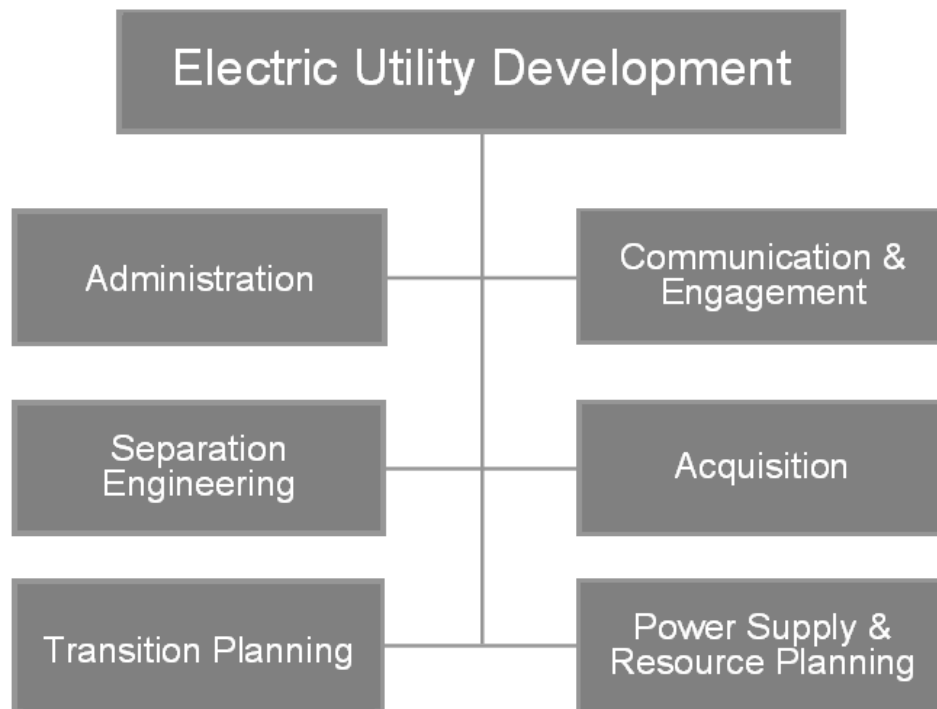 Electric Utility Development
Administration
Communication &
Engagement
Separation
Engineering
Acquisition
Transition Planning
Power Supply &
Resource Planning